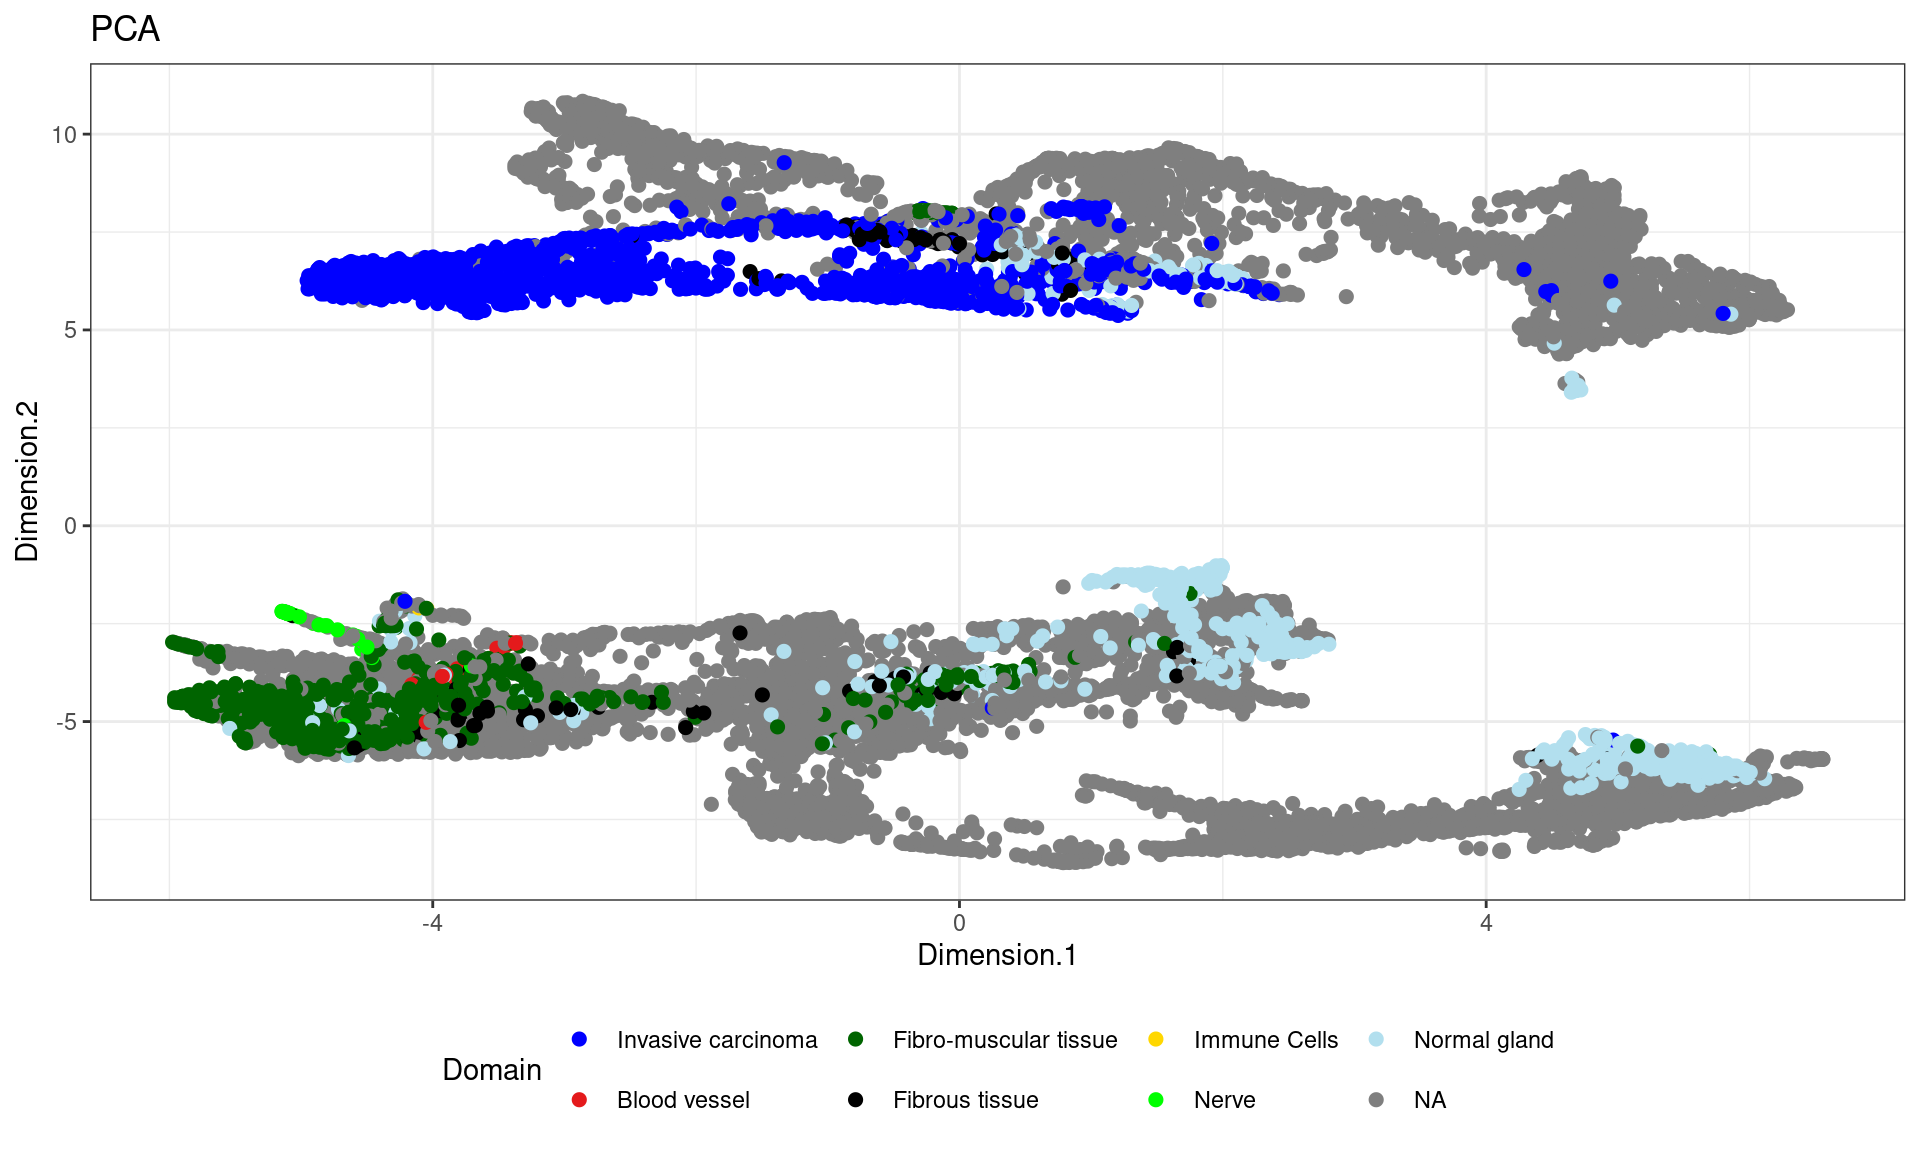 PCA
10
5
0
-5
Dimension.2
-4 0 4
Dimension.1
Domain
Invasive carcinoma Fibro-muscular tissue Immune Cells Normal gland
Blood vessel Fibrous tissue Nerve NA